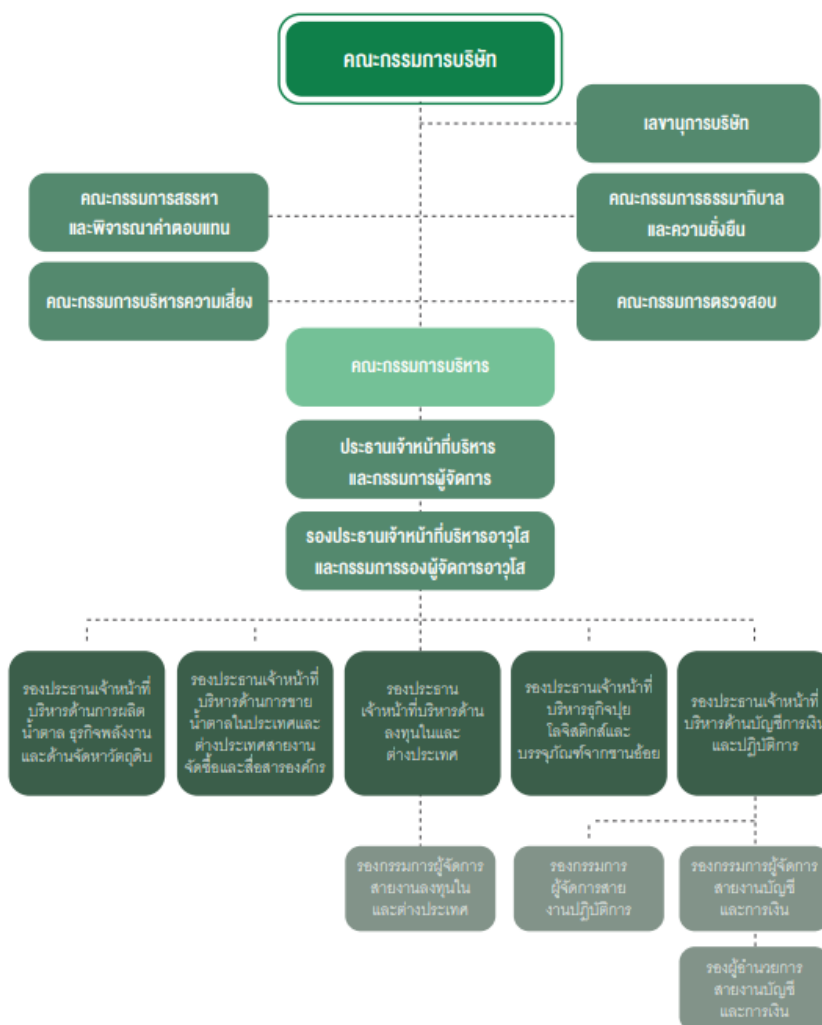 คณะกรรมการบริษัท
เลขานุการบริษัท
คณะกรรมการสรรหา
และพิจารณาค่าตอบแทน
คณะกรรมการธรรมาภิบาล
และความยั่งยืน
คณะกรรมการบริหารความเสี่ยง
คณะกรรมการตรวจสอบ
คณะกรรมการบริหาร
ประธานเจ้าหน้าที่บริหาร
และกรรมการผู้จัดการ
รองประธานเจ้าหน้าที่บริหารอาวุโส
และกรรมการรองผู้จัดการอาวุโส
รองประธานเจ้าหน้าที่
บริหารด้านการผลิต
น้ำตาล ธุรกิจพลังงาน
และด้านจัดหาวัตถุดิบ
รองประธานเจ้าหน้าที่
บริหารด้านการขาย
น้ำตาลในประเทศและ
ต่างประเทศสายงาน
จัดซื้อและสื่อสารองค์กร
รองประธาน
เจ้าหน้าที่บริหารด้าน
ลงทุนในและ
ต่างประเทศ
รองประธานเจ้าหน้าที่
บริหารธุรกิจปุย
โลจิสติกส์และ
บรรจุภัณฑ์จากชานอ้อย
รองประธานเจ้าหน้าที่
บริหารด้านบัญชีการเงิน
และปฏิบัติการ
รองกรรมการผู้จัดการ
สายงานลงทุนใน
และต่างประเทศ
รองกรรมการ
ผู้จัดการสาย
งานปฏิบัติการ
รองกรรมการผู้จัดการ
สายงานบัญชี
และการเงิน
รองผู้อำนวยการ
สายงานบัญชี
และการเงิน